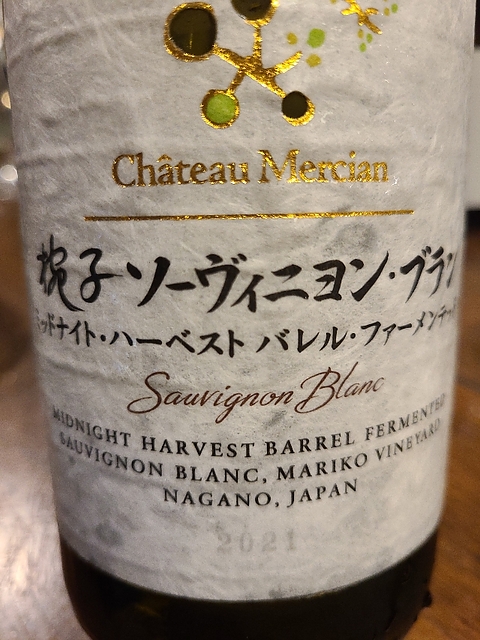 Château Mercian
椀子 ソーヴィニヨン・ブラン
ミッドナイト・ハーベスト バレル・ファーメンテッ
Sauvignon Blanc
MIDNIGHT HARVEST BARREL FERMENTED
SAUVIGNON BLANC, MARIKO VINEYARD
NAGANO, JAPAN
2021